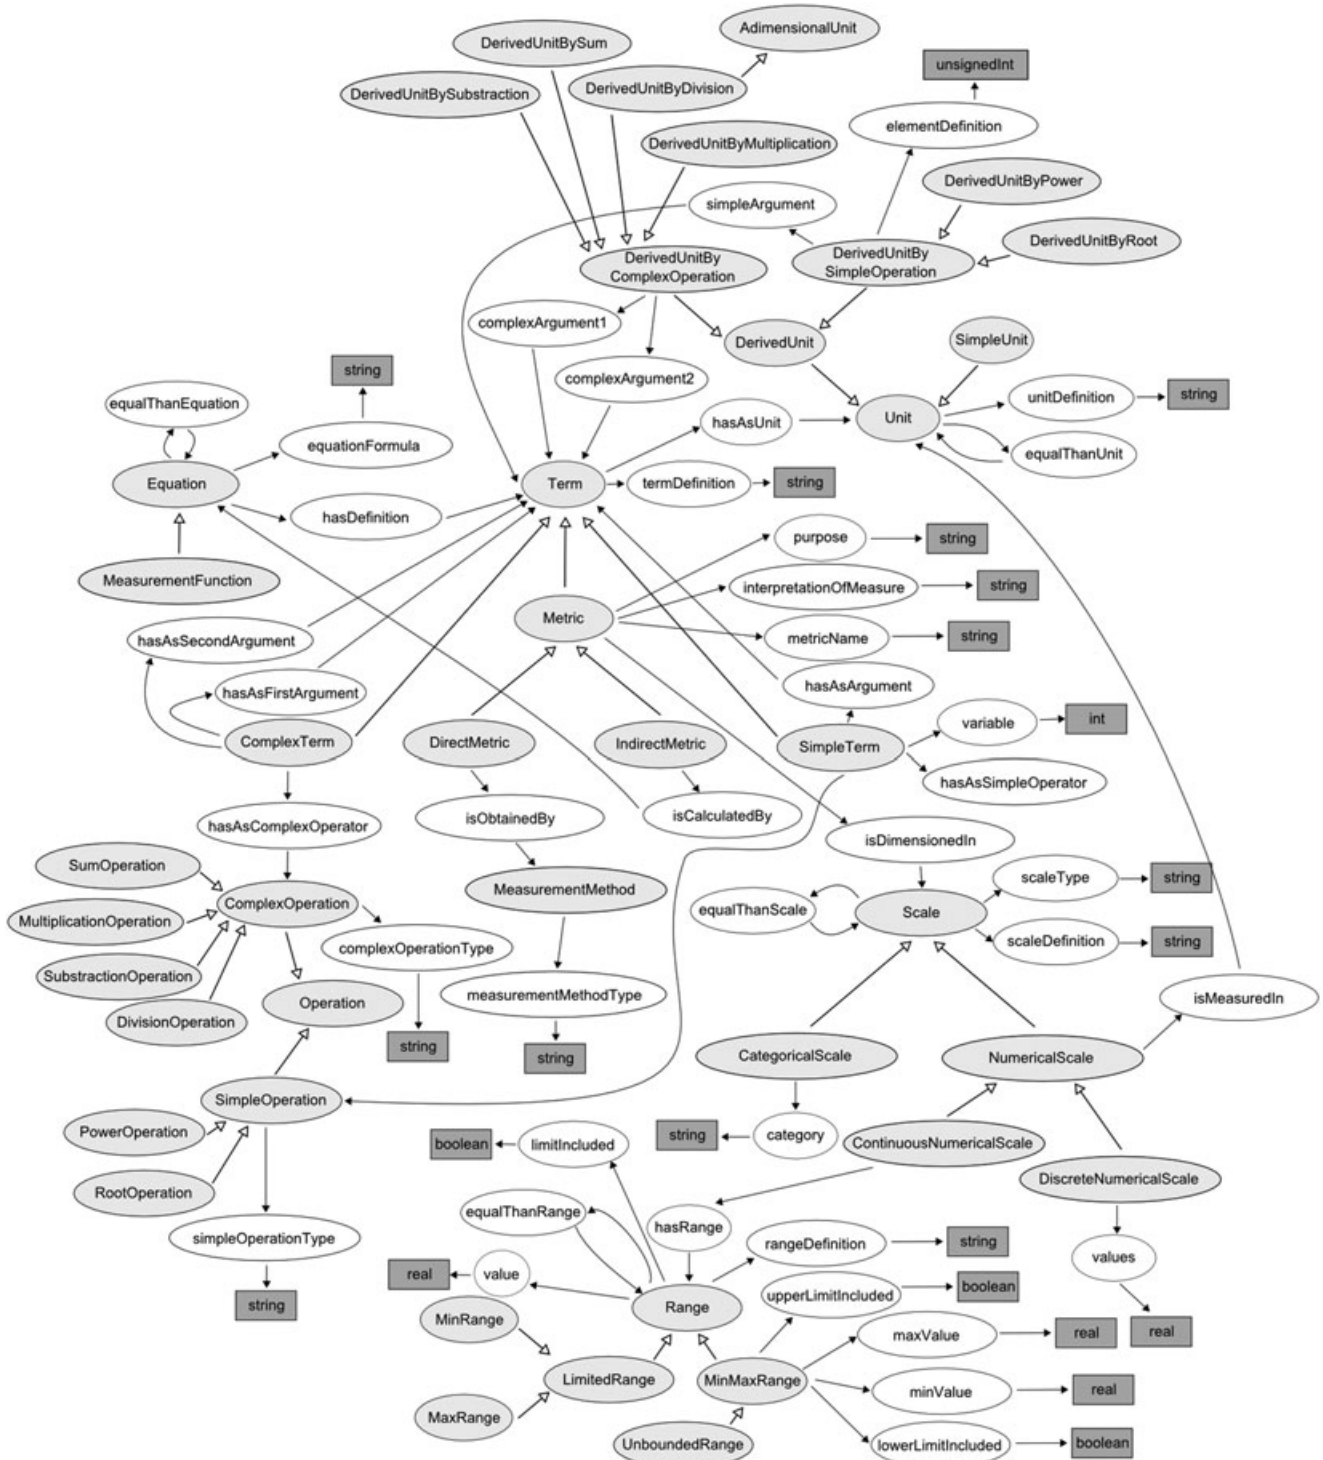 AdimensionalUnit
DerivedUnitBySum
unsignedInt
DerivedUnitByDivision
DerivedUnitBySubstraction
elementDefinition
DerivedUnitByMultiplication
DerivedUnitByPower
simpleArgument
DerivedUnitByRoot
DerivedUnitBy
ComplexOperation
DerivedUnitBy
SimpleOperation
complexArgument1
DerivedUnit
SimpleUnit
string
complexArgument2
unitDefinition
string
equalThanEquation
hasAsUnit
Unit
equationFormula
equalThanUnit
Equation
Term
termDefinition
string
hasDefinition
purpose
string
MeasurementFunction
interpretationOfMeasure
string
Metric
hasAsSecondArgument
metricName
string
hasAsFirstArgument
hasAsArgument
variable
int
ComplexTerm
DirectMetric
IndirectMetric
SimpleTerm
hasAsSimpleOperator
isObtainedBy
isCalculatedBy
hasAsComplexOperator
isDimensionedIn
SumOperation
scaleType
string
MeasurementMethod
ComplexOperation
equalThanScale
Scale
MultiplicationOperation
complexOperationType
scaleDefinition
string
SubstractionOperation
measurementMethodType
isMeasuredIn
Operation
DivisionOperation
string
string
CategoricalScale
NumericalScale
SimpleOperation
PowerOperation
boolean
limitIncluded
string
category
ContinuousNumericalScale
RootOperation
DiscreteNumericalScale
equalThanRange
hasRange
simpleOperationType
rangeDefinition
string
values
real
value
upperLimitIncluded
boolean
string
MinRange
Range
maxValue
real
real
LimitedRange
MinMaxRange
minValue
real
MaxRange
UnboundedRange
lowerLimitIncluded
boolean